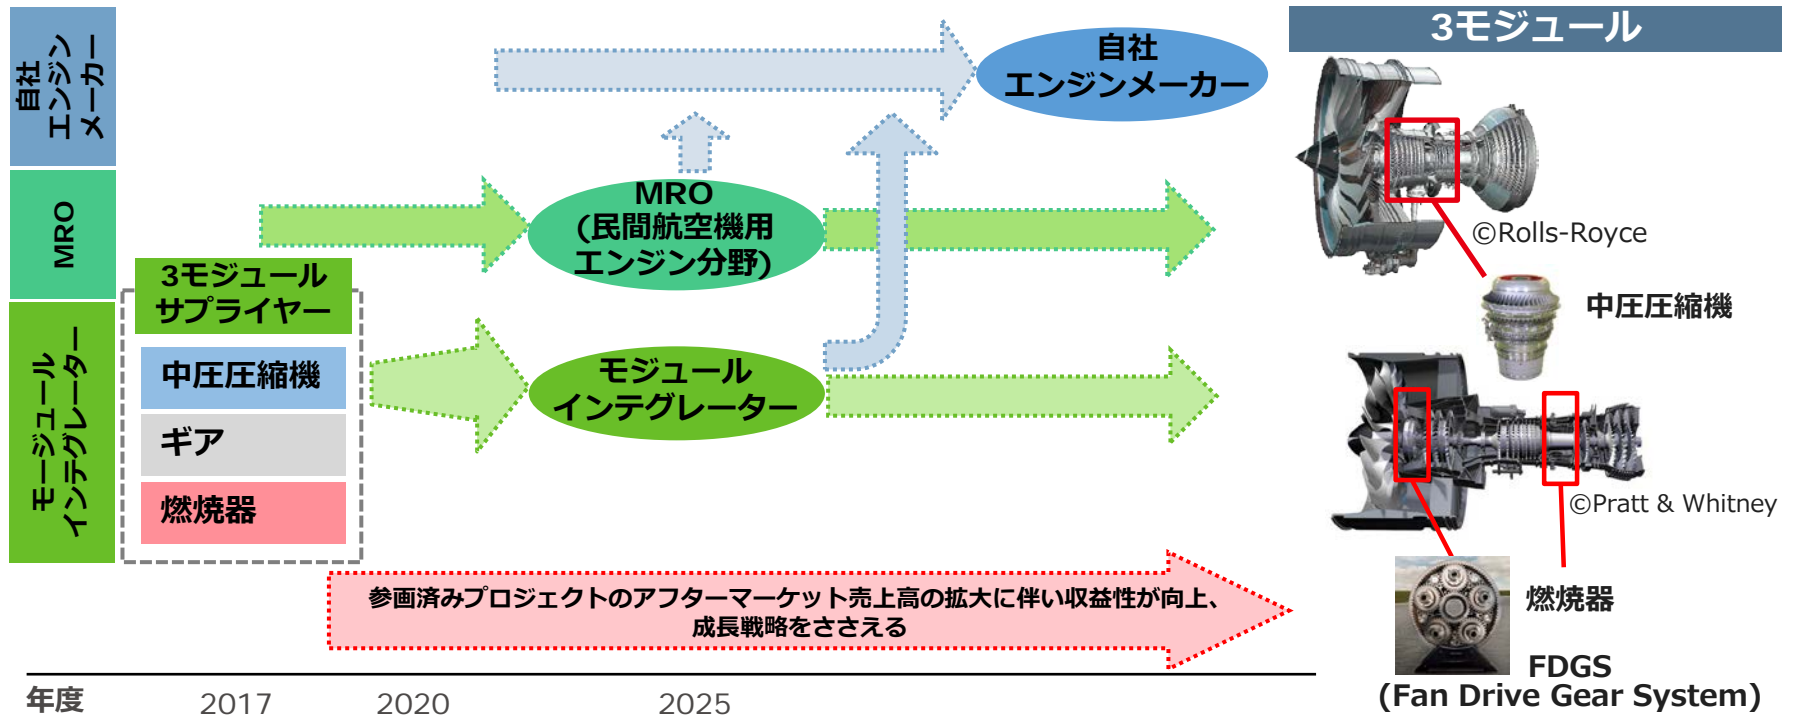 自社
エンジン
メーカー
MRO
モージュール
インテグレーター
3モジュール
サプライヤー
中圧圧縮機
ギア
燃焼器
自社
エンジンメーカー
MRO
(民間航空機用
エンジン分野)
モジュール
インテグレーター
参画済みプロジェクトのアフターマーケット売上高の拡大に伴い収益性が向上、
成長戦略をささえる
年度
2017
2020
2025
3モジュール
©Rolls-Royce
中圧圧縮機
©Pratt & Whitney
燃焼器
FDGS
(Fan Drive Gear System)